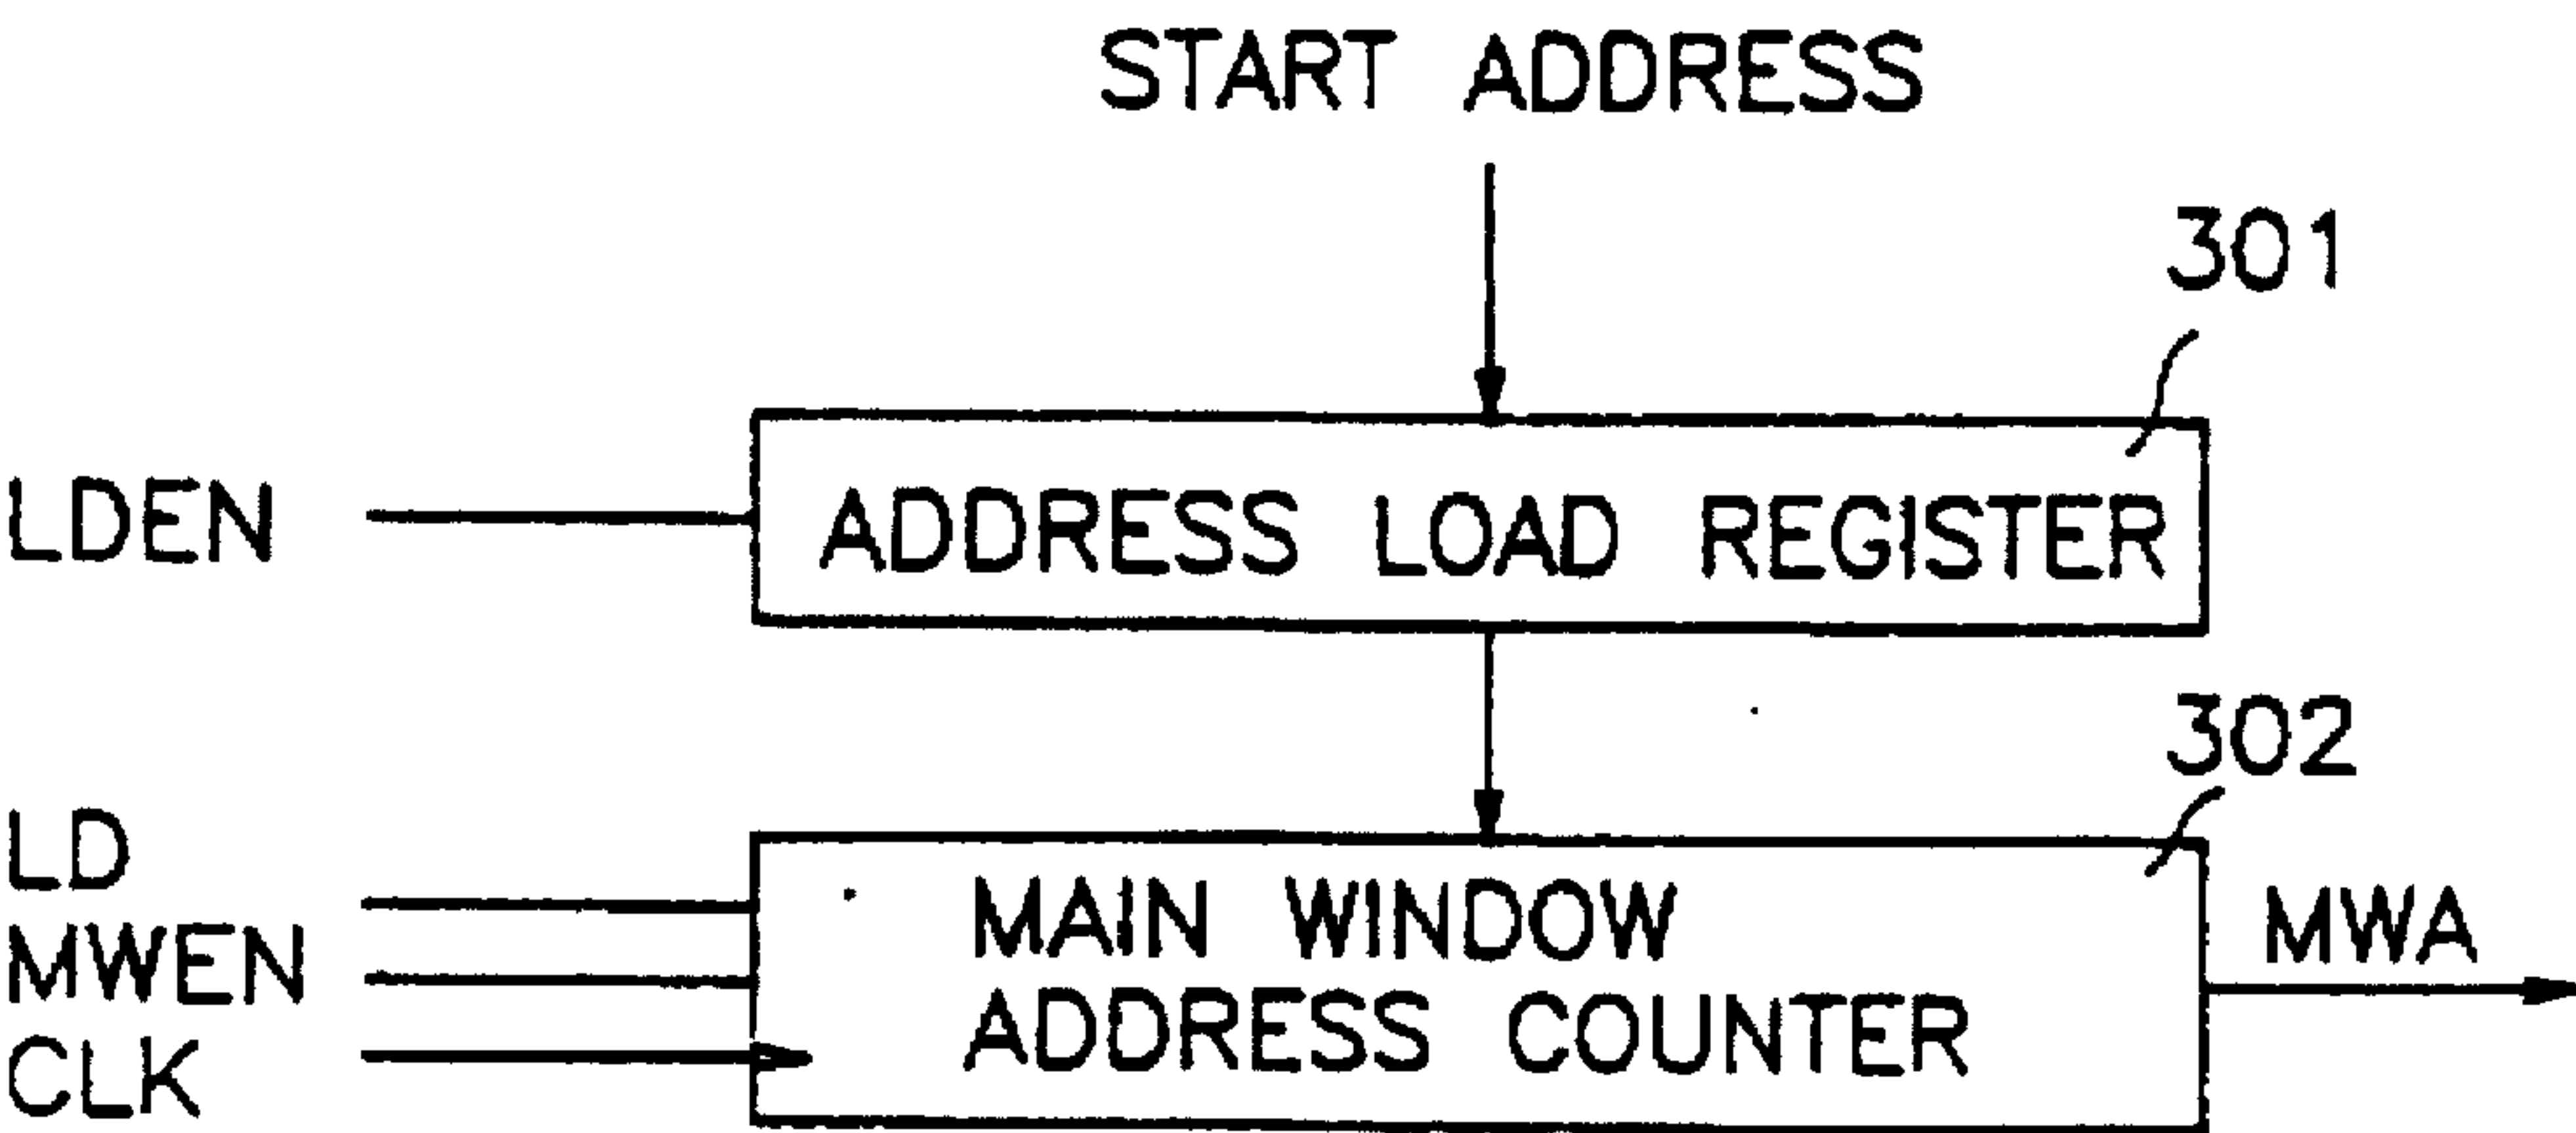 START ADDRESS
301
LDEN
ADDRESS LOAD REGISTER
302
LD
MWEN
CLK
MAIN WINDOW
ADDRESS COUNTER
MWA